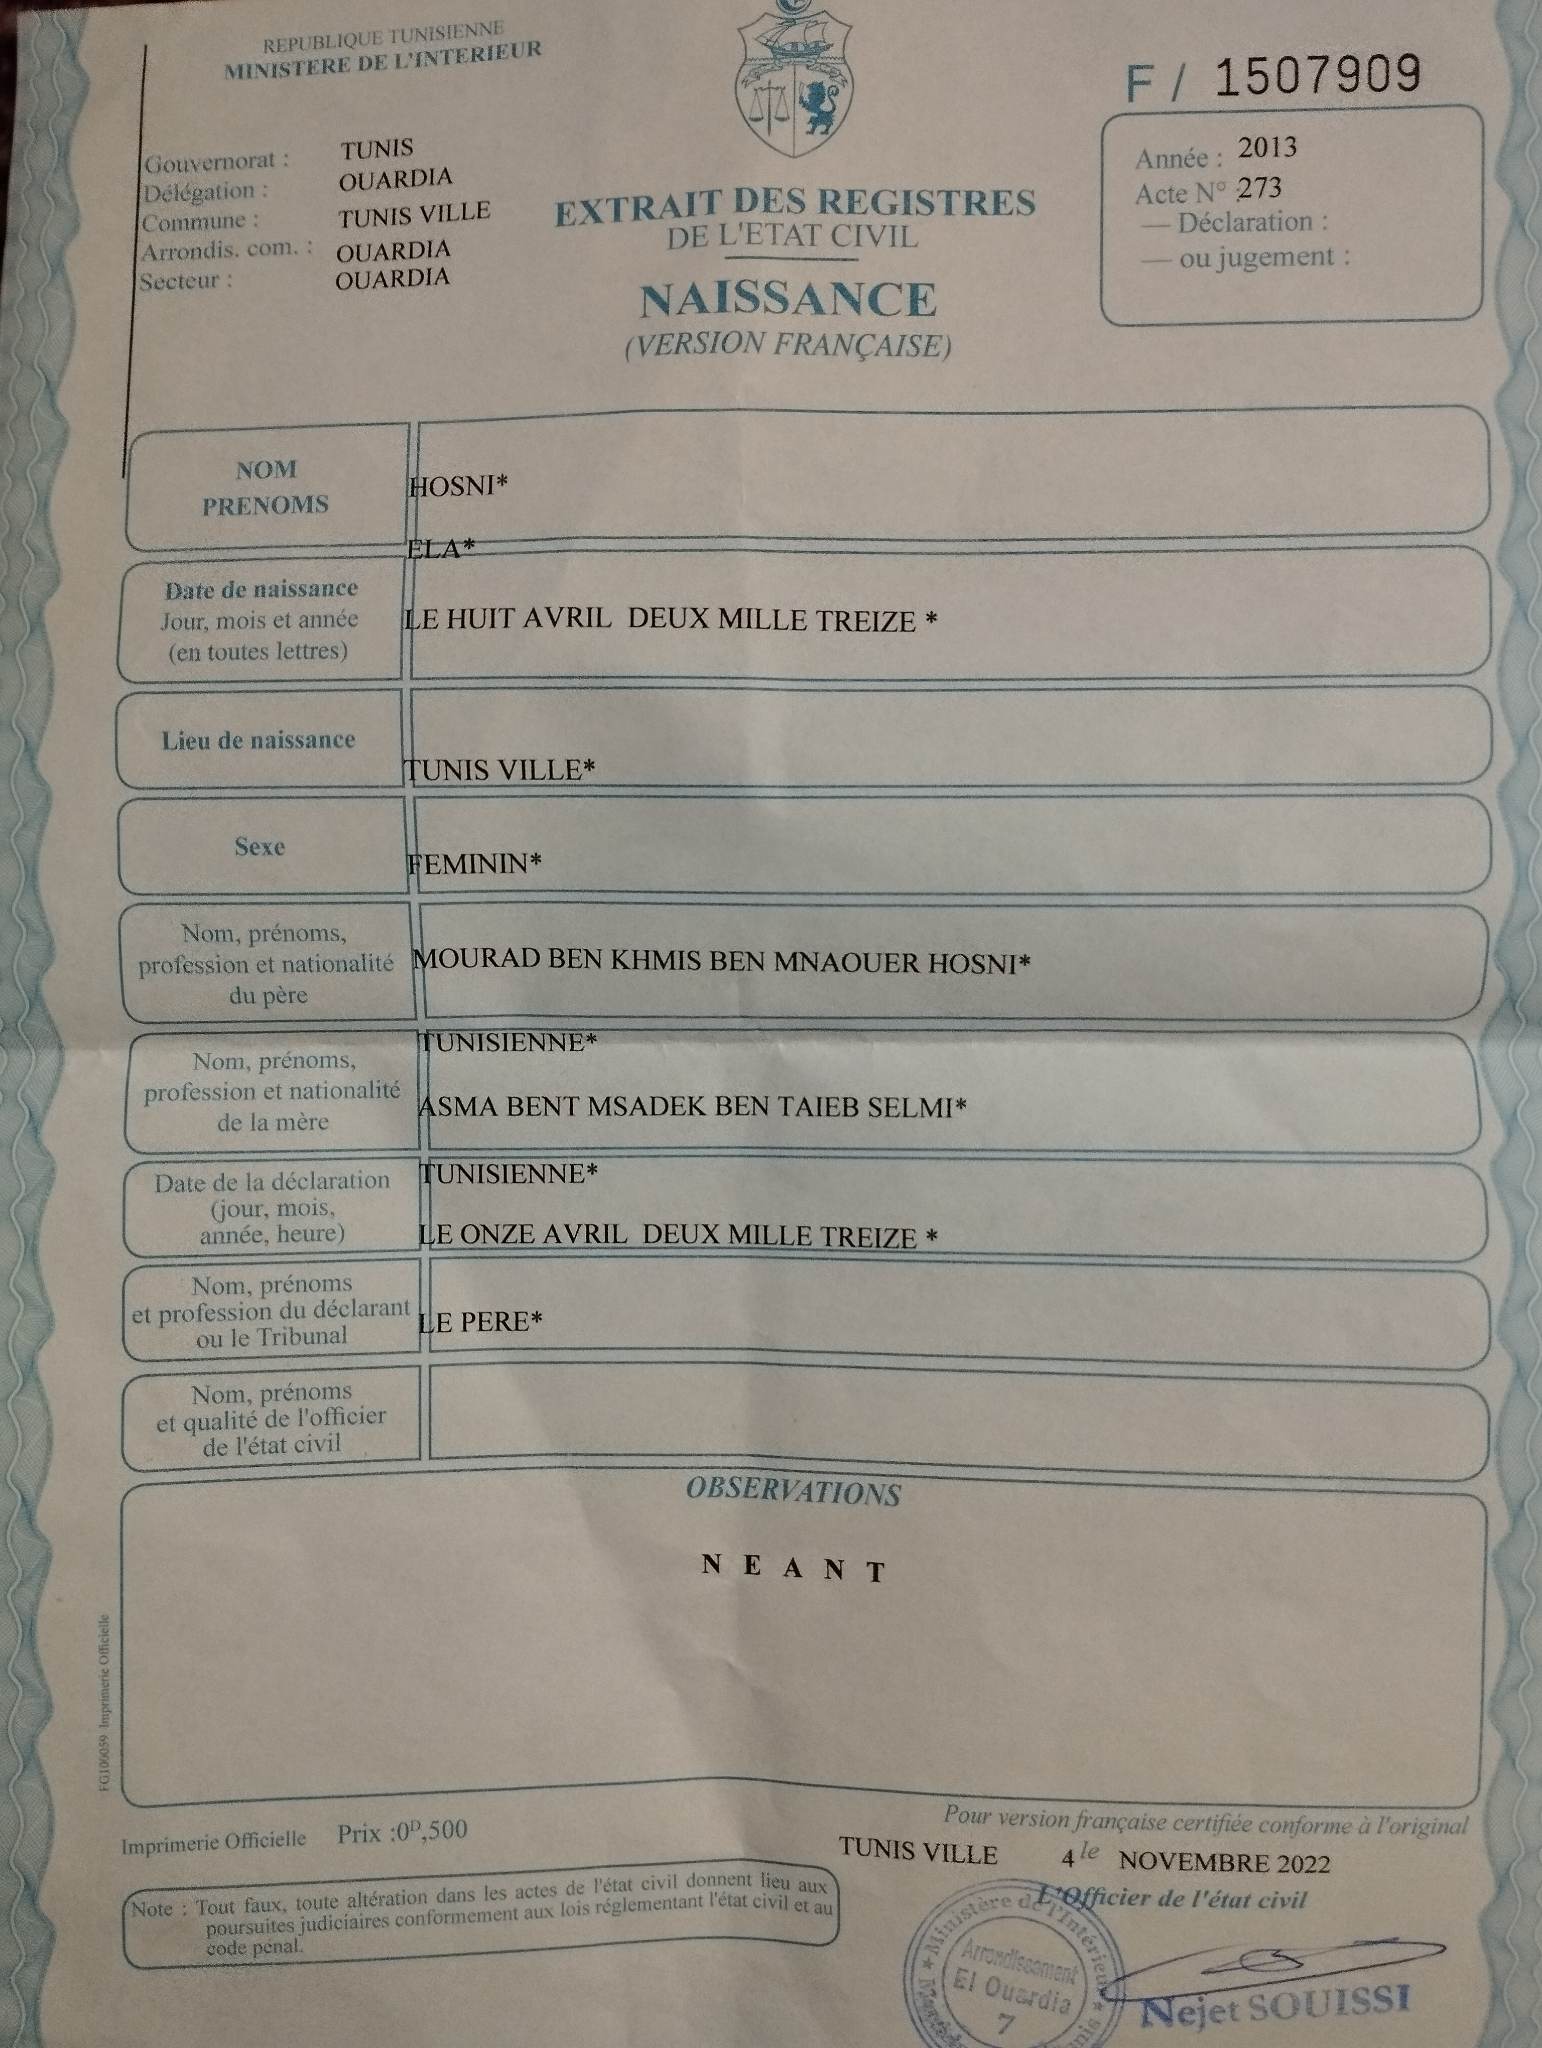 REPUBLIQUE TUNISIENNE
MINISTERE DE L'INTERIEUR
F / 1507909
Gouvernorat : TUNIS
Délégation : OUARDIA
Commune : TUNIS VILLE
Arrondis. com. : OUARDIA
Secteur : OUARDIA
EXTRAIT DES REGISTRES
DE L'ETAT CIVIL
NAISSANCE
(VERSION FRANÇAISE)
Année : 2013
Acte N° : 273
— Déclaration :
— ou jugement :
NOM
PRENOMS
HOSNI*
ELA*
Date de naissance
Jour, mois et année
(en toutes lettres)
LE HUIT AVRIL DEUX MILLE TREIZE *
Lieu de naissance
TUNIS VILLE*
Sexe
FEMININ*
Nom, prénoms,
profession et nationalité
du père
MOURAD BEN KHMIS BEN MNAOUER HOSNI*
TUNISIENNE*
Nom, prénoms,
profession et nationalité
de la mère
ASMA BENT MSADEK BEN TAIEB SELMI*
TUNISIENNE*
Date de la déclaration
(jour, mois,
année, heure)
LE ONZE AVRIL DEUX MILLE TREIZE *
Nom, prénoms
et profession du déclarant
ou le Tribunal
LE PERE*
Nom, prénoms
et qualité de l'officier
de l'état civil
OBSERVATIONS
N E A N T
FG100059 Imprimerie Officielle
Imprimerie Officielle Prix :0ᴰ,500
Pour version française certifiée conforme à l'original
TUNIS VILLE 4 le NOVEMBRE 2022
L'Officier de l'état civil
Note : Tout faux, toute altération dans les actes de l'état civil donnent lieu aux
poursuites judiciaires conformement aux lois réglementant l'état civil et au
code pénal.
Ministère de l'Intérieur
Arrondissement
El Ouardia
7
Nejet SOUISSI